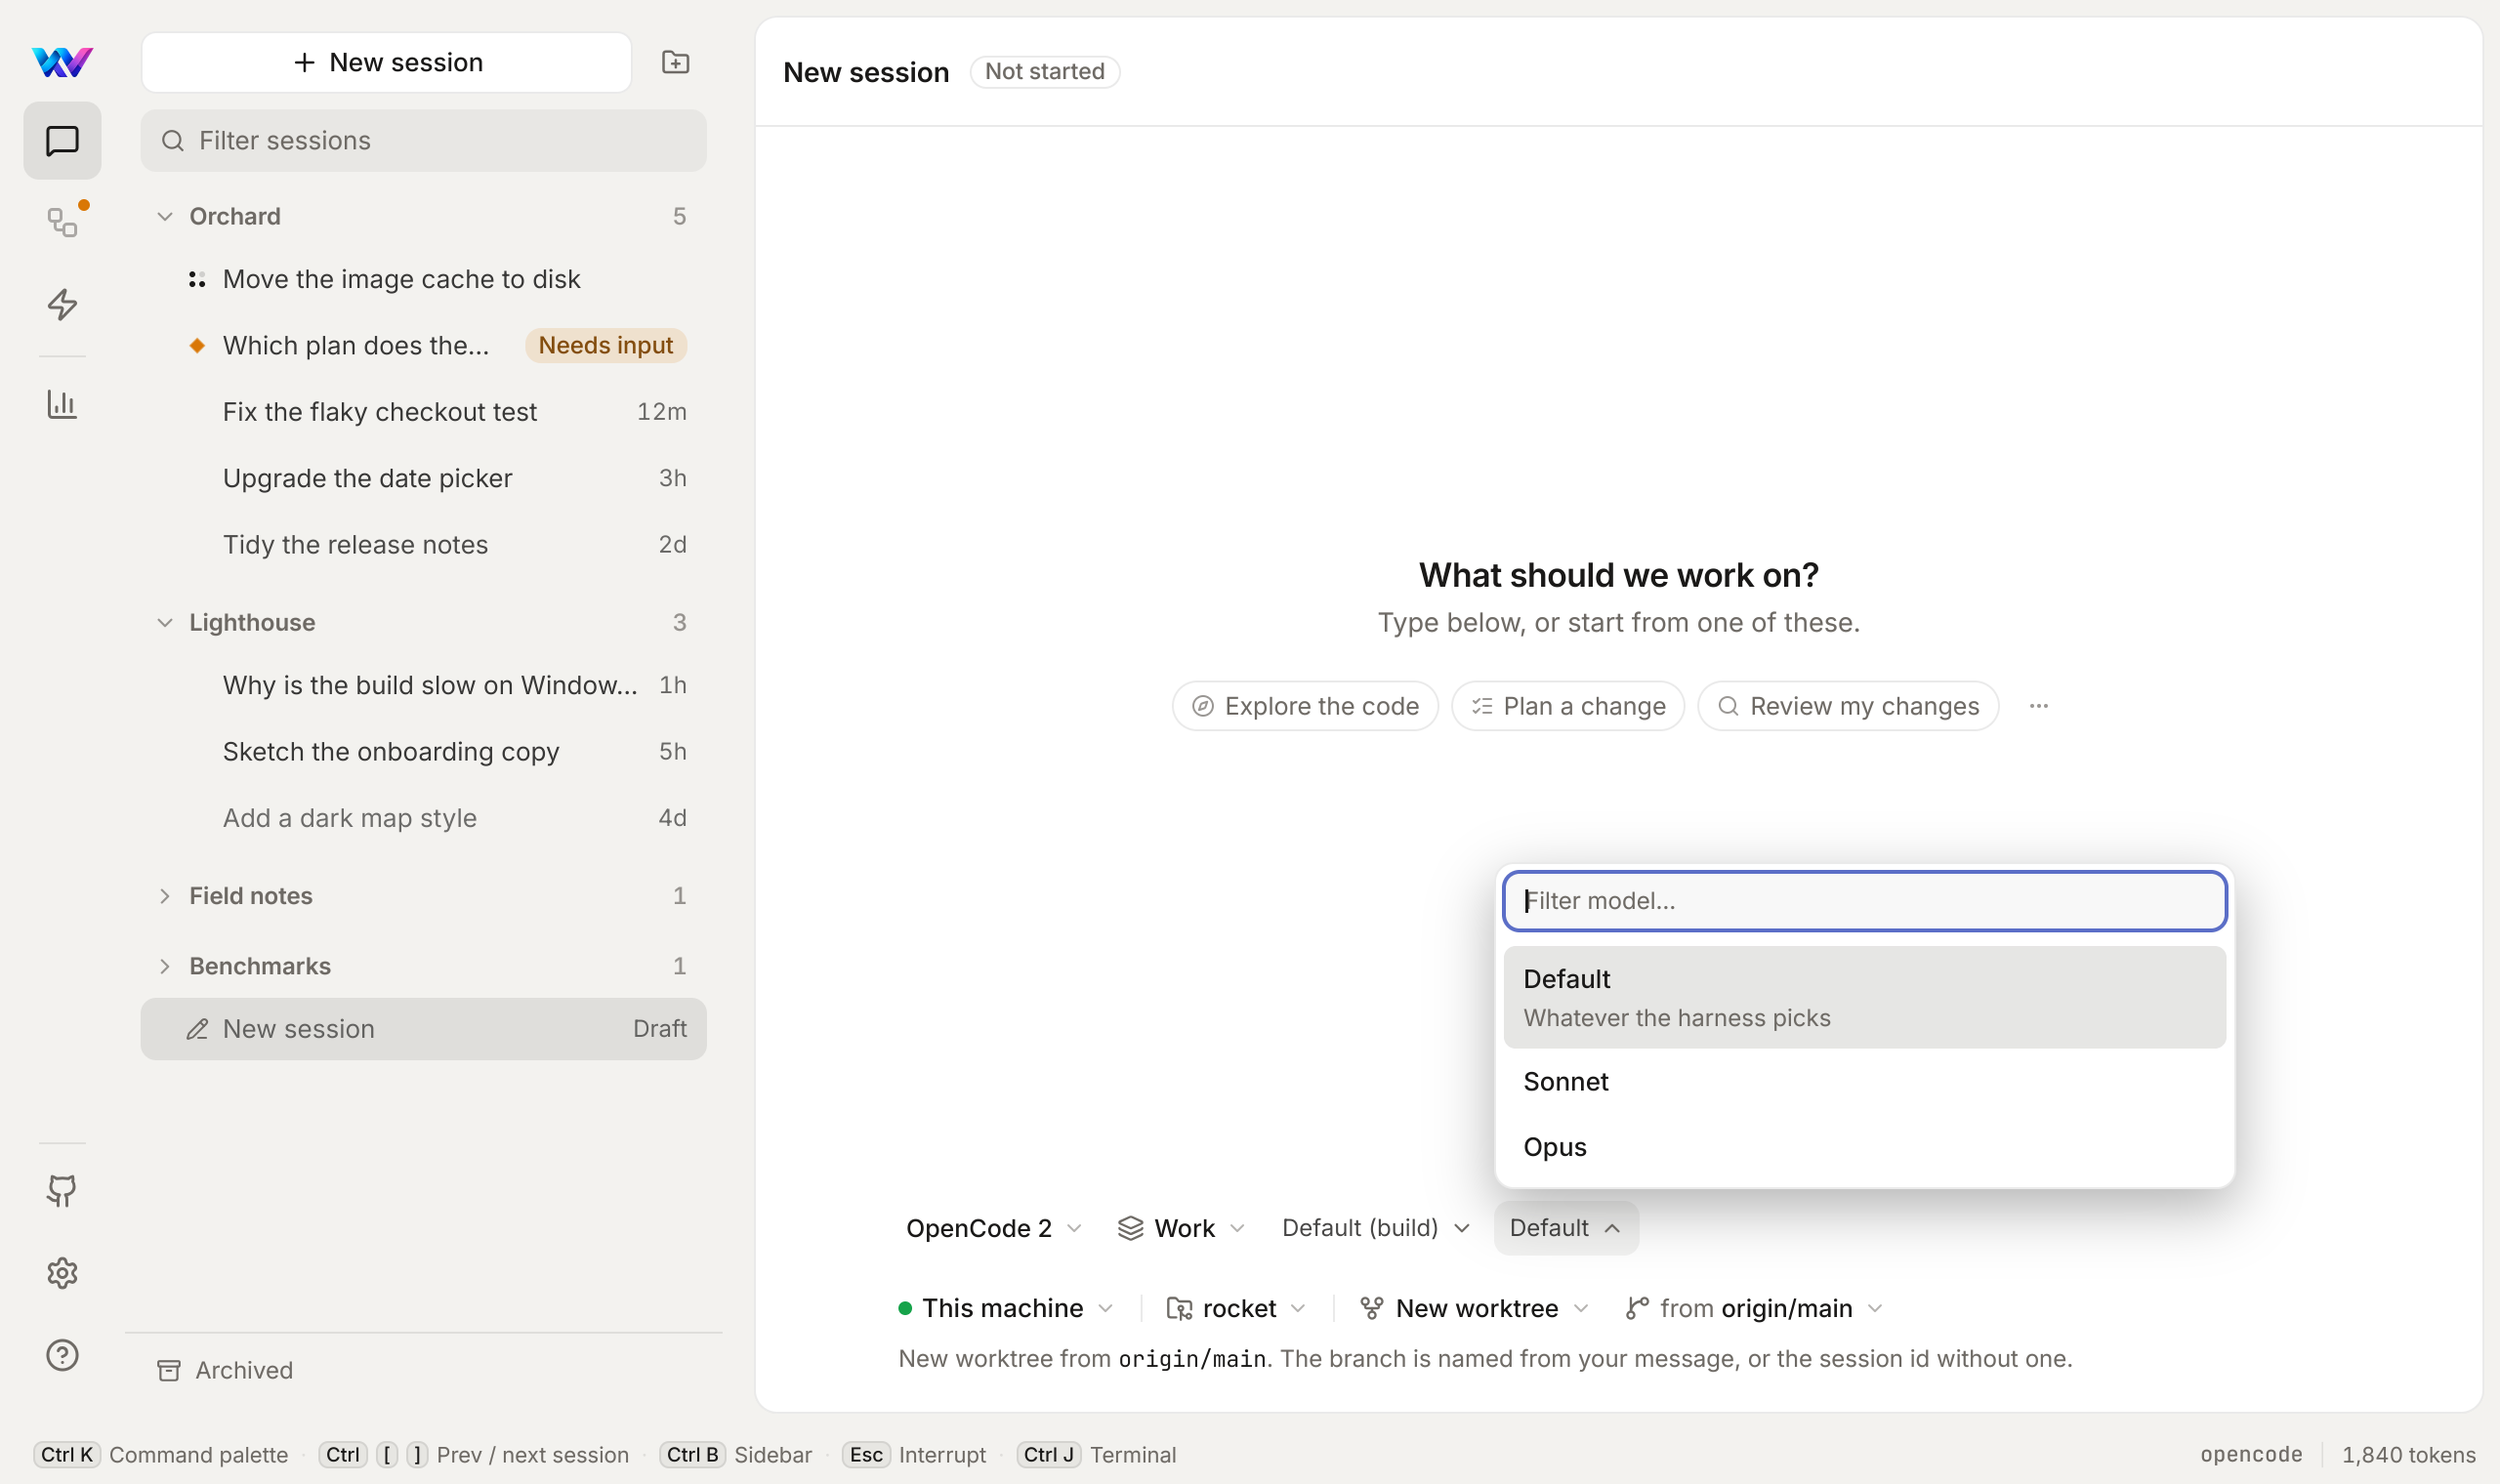 New session
Filter sessions
Orchard 5
Move the image cache to disk
Which plan does the... Needs input
Fix the flaky checkout test 12m
Upgrade the date picker 3h
Tidy the release notes 2d
Lighthouse 3
Why is the build slow on Window... 1h
Sketch the onboarding copy 5h
Add a dark map style 4d
Field notes 1
Benchmarks 1
New session Draft
Archived
New session Not started
What should we work on?
Type below, or start from one of these.
Explore the code Plan a change Review my changes
Filter model...
Default
Whatever the harness picks
Sonnet
Opus
OpenCode 2 Work Default (build) Default
This machine rocket New worktree from origin/main
New worktree from origin/main. The branch is named from your message, or the session id without one.
Ctrl K Command palette · Ctrl [ ] Prev / next session · Ctrl B Sidebar · Esc Interrupt · Ctrl J Terminal
opencode 1,840 tokens